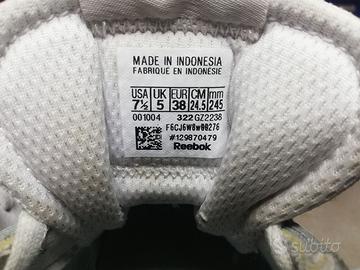 MADE IN INDONESIA
FABRIQUE EN INDONESIE
USA UK EUR CM mm
7½ 5 38 24.5 245
001004 322 GZ2238
F6CJ6W8w00276
#129870479
Reebok
subito